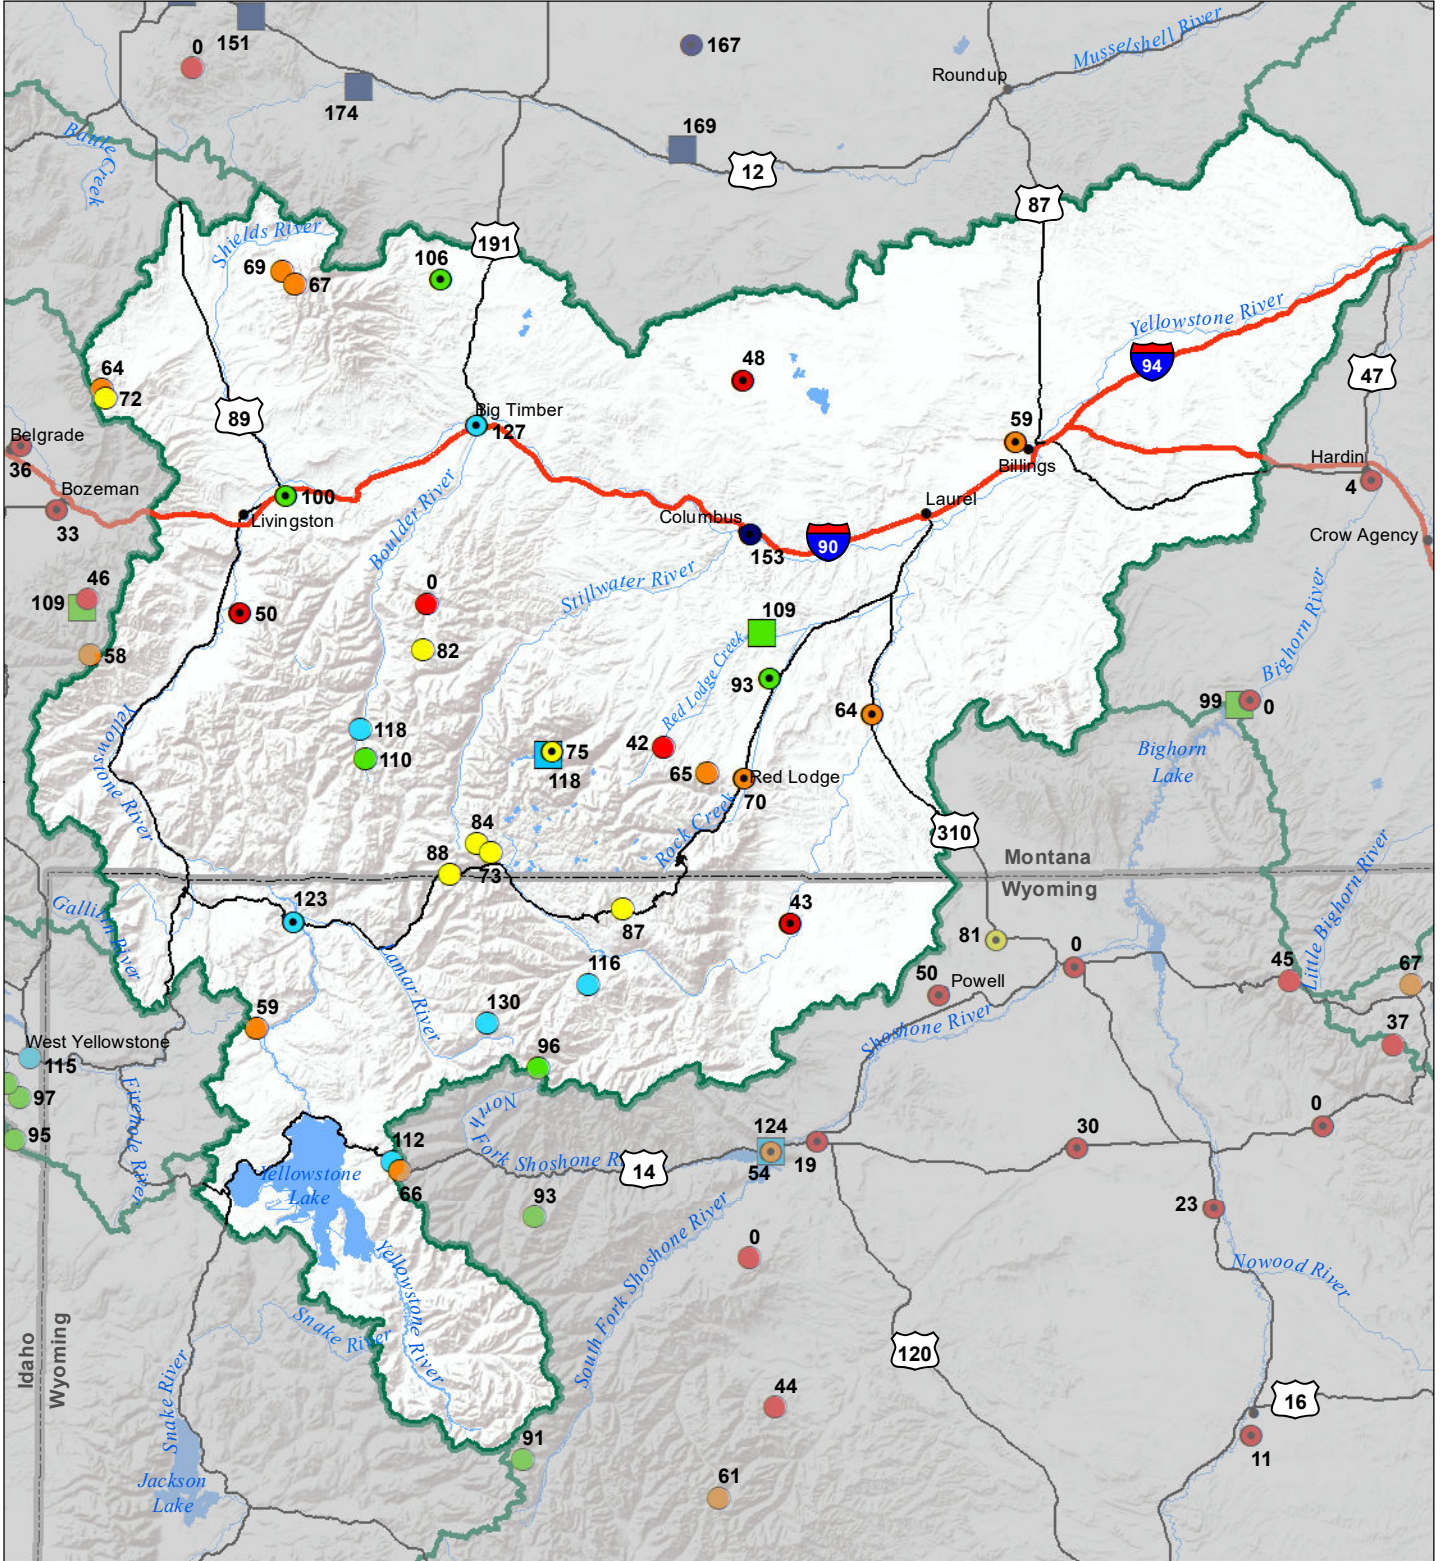 151
0
167
174
169
12
Roundup
Musselshell River
Battle Creek
87
191
Shields River
69
67
106
Yellowstone River
94
47
64
72
89
48
Big Timber
127
59
Billings
Belgrade
36
Bozeman
33
100
Livingston
Boulder River
Columbus
153
90
Laurel
Hardin
4
Crow Agency
46
109
58
50
0
82
Stillwater River
109
Red Lodge Creek
93
64
Bighorn River
99
0
Bighorn
Lake
Yellowstone River
118
110
75
118
42
65
Red Lodge
70
Rock Creek
310
84
88
73
Montana
Wyoming
Little Bighorn River
Gallitin River
123
87
43
81
0
45
67
50
Powell
Lamar River
116
130
59
96
Shoshone River
37
West Yellowstone
115
97
95
Firehole River
North
Fork Shoshone R
14
112
66
124
54
19
30
0
Yellowstone
Lake
93
0
23
South Fork Shoshone River
Nowood River
Yellowstone River
Snake River
Idaho
Wyoming
Snake River
120
44
16
11
91
61
Jackson
Lake